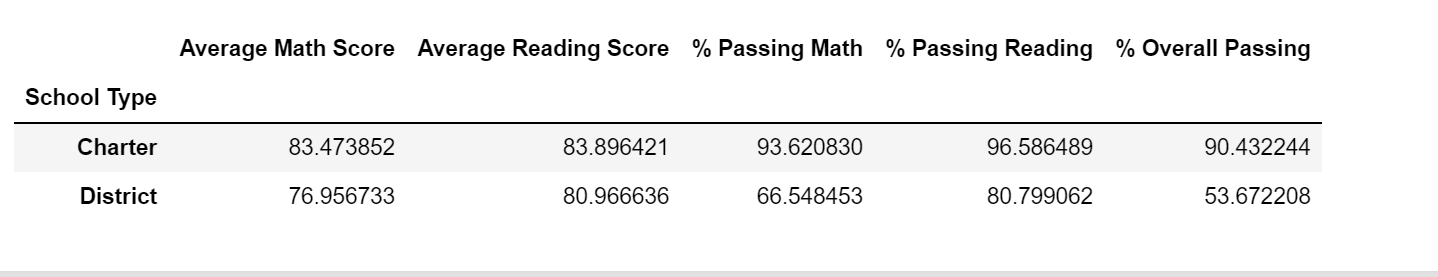 Average Math Score Average Reading Score % Passing Math % Passing Reading % Overall Passing
School Type
Charter 83.473852 83.896421 93.620830 96.586489 90.432244
District 76.956733 80.966636 66.548453 80.799062 53.672208